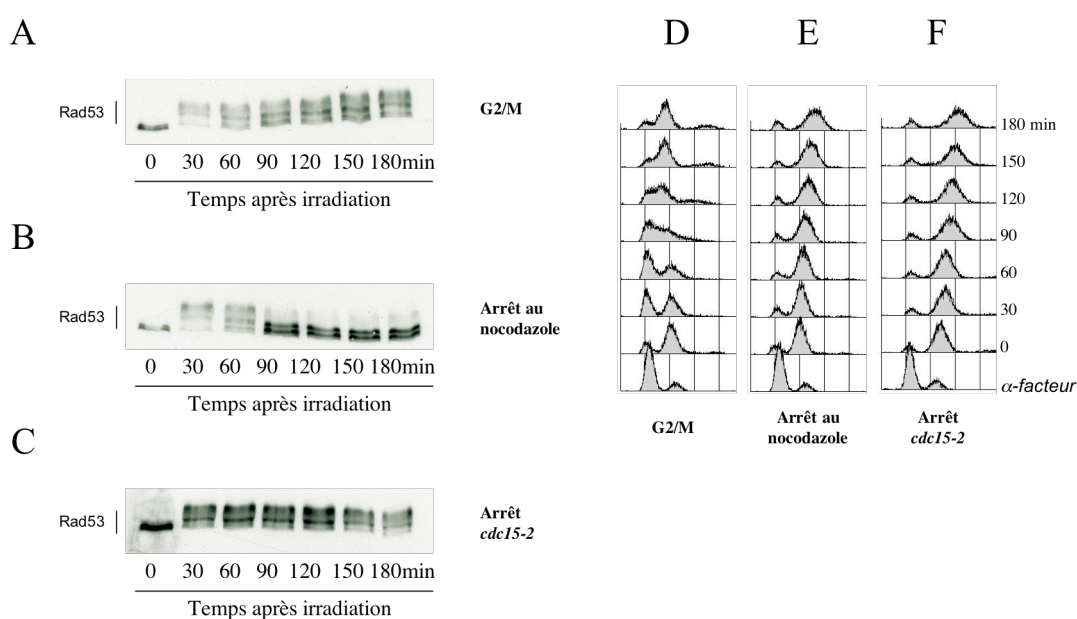 A
Rad53
G2/M
0 30 60 90 120 150 180min
Temps après irradiation
B
Rad53
Arrêt au
nocodazole
0 30 60 90 120 150 180min
Temps après irradiation
C
Rad53
Arrêt
cdc15-2
0 30 60 90 120 150 180min
Temps après irradiation
D E F
180 min
150
120
90
60
30
0
α-facteur
G2/M
Arrêt au
nocodazole
Arrêt
cdc15-2